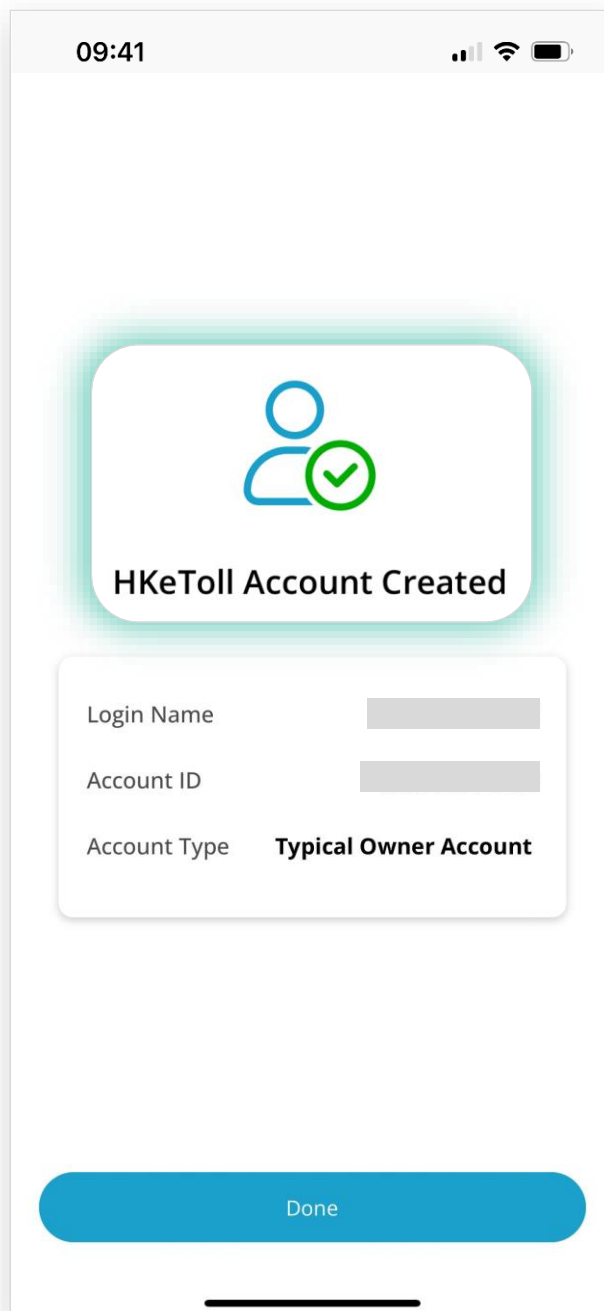 09:41
HKeToll Account Created
Login Name
Account ID
Account Type Typical Owner Account
Done